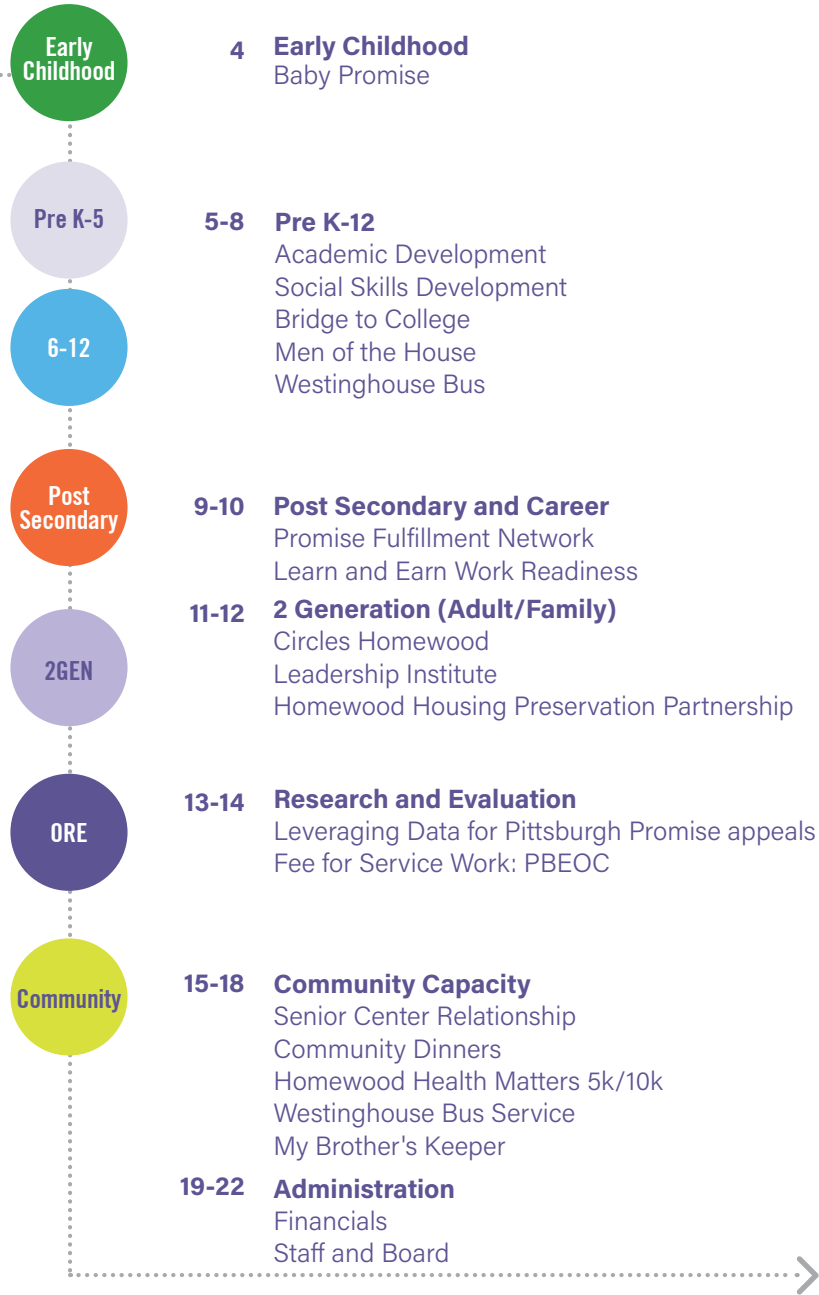 Early
Childhood
4 Early Childhood
Baby Promise
Pre K-5
5-8 Pre K-12
Academic Development
Social Skills Development
Bridge to College
Men of the House
Westinghouse Bus
6-12
Post
Secondary
9-10 Post Secondary and Career
Promise Fulfillment Network
Learn and Earn Work Readiness
2GEN
11-12 2 Generation (Adult/Family)
Circles Homewood
Leadership Institute
Homewood Housing Preservation Partnership
ORE
13-14 Research and Evaluation
Leveraging Data for Pittsburgh Promise appeals
Fee for Service Work: PBEOC
Community
15-18 Community Capacity
Senior Center Relationship
Community Dinners
Homewood Health Matters 5k/10k
Westinghouse Bus Service
My Brother's Keeper
19-22 Administration
Financials
Staff and Board